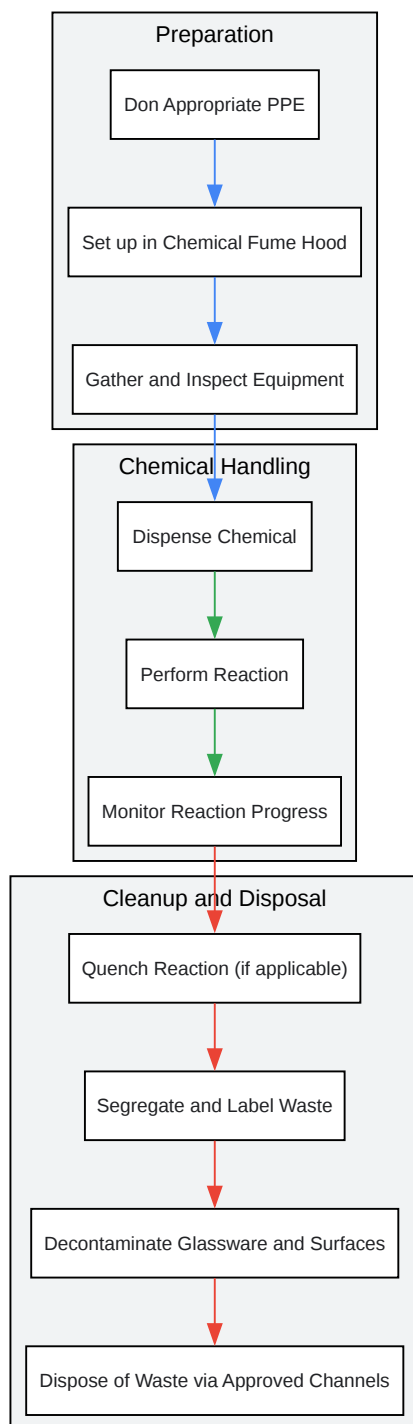 Preparation
Don Appropriate PPE
Set up in Chemical Fume Hood
Gather and Inspect Equipment
Chemical Handling
Dispense Chemical
Perform Reaction
Monitor Reaction Progress
Cleanup and Disposal
Quench Reaction (if applicable)
Segregate and Label Waste
Decontaminate Glassware and Surfaces
Dispose of Waste via Approved Channels